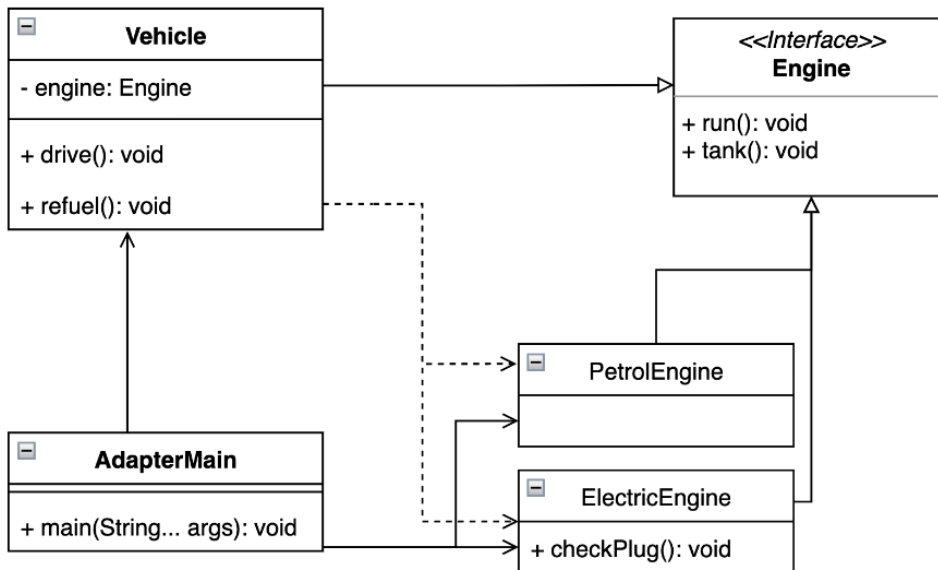 Vehicle
- engine: Engine
+ drive(): void
+ refuel(): void
<<Interface>>
Engine
+ run(): void
+ tank(): void
PetrolEngine
AdapterMain
+ main(String... args): void
ElectricEngine
+ checkPlug(): void